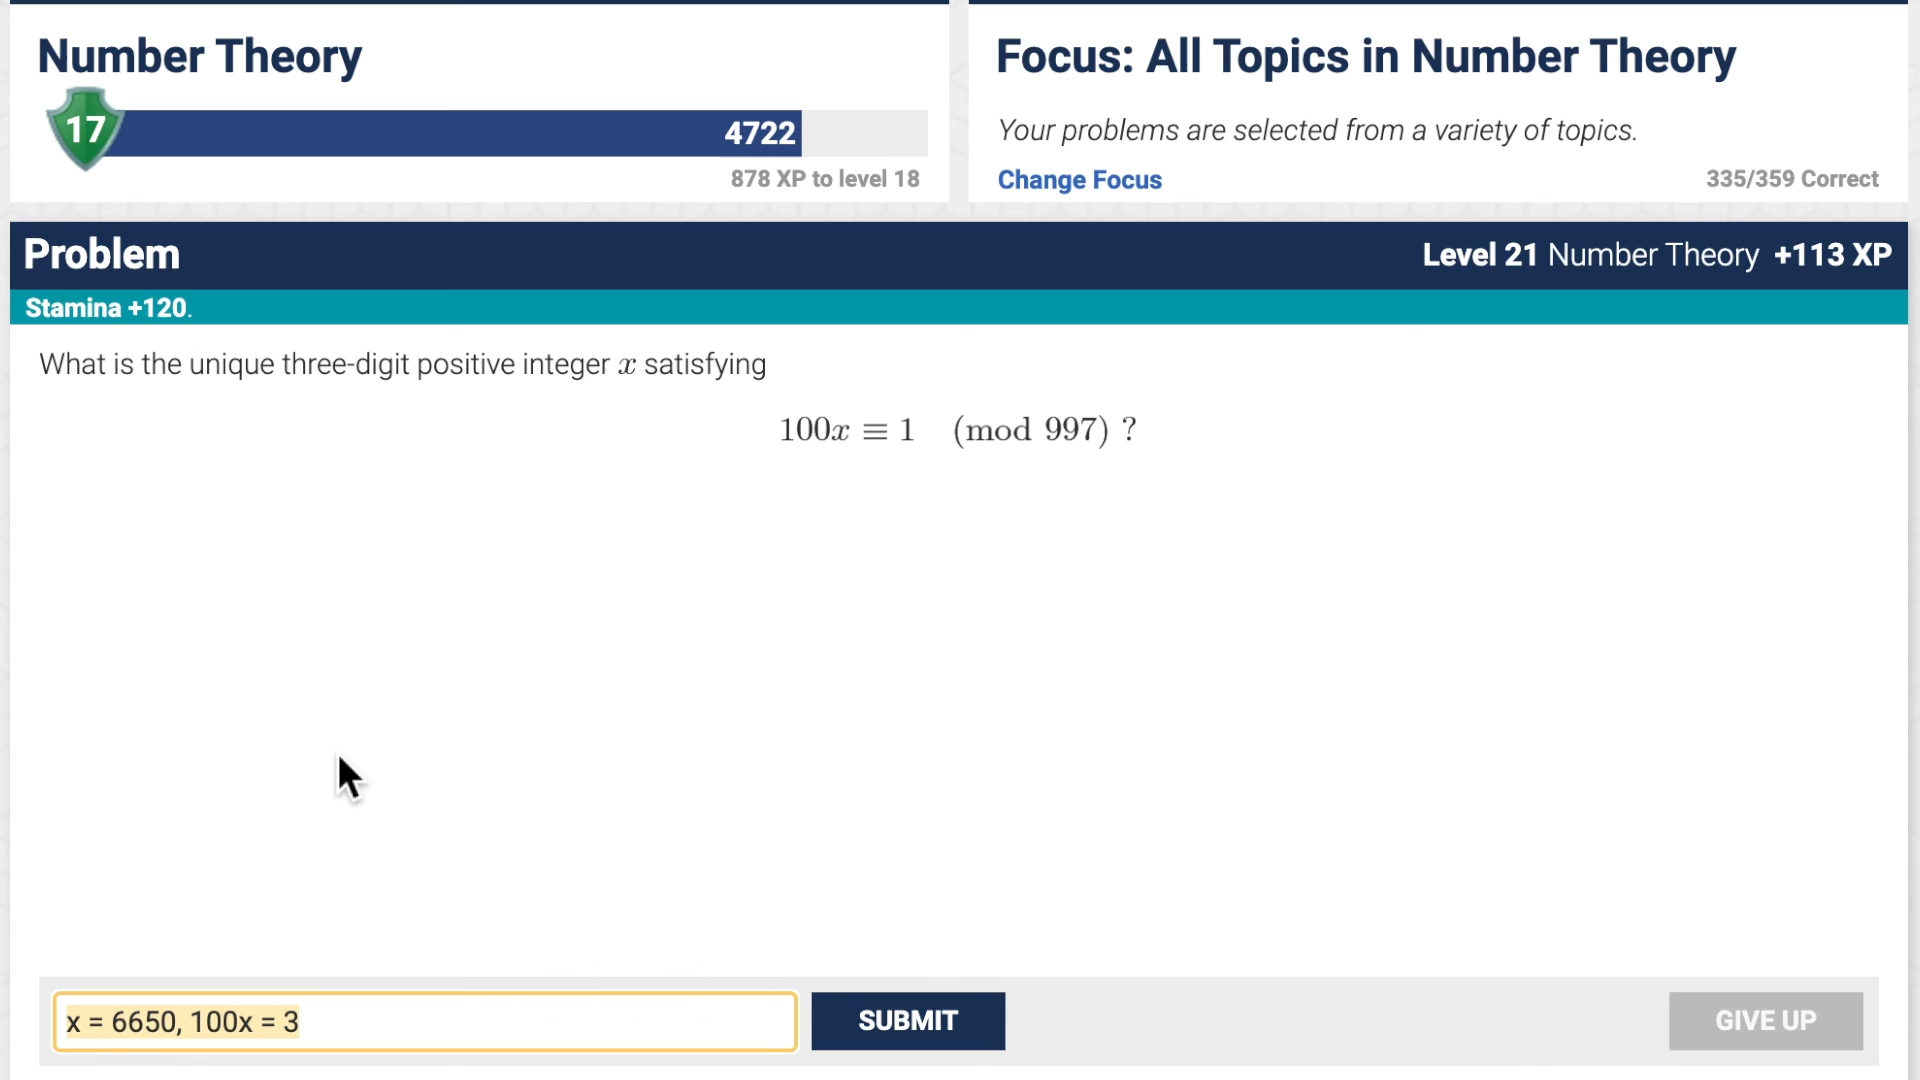 Number Theory
17
4722
878 XP to level 18
Focus: All Topics in Number Theory
Your problems are selected from a variety of topics.
Change Focus
335/359 Correct
Problem
Level 21 Number Theory +113 XP
Stamina +120.
What is the unique three-digit positive integer x satisfying
100x ≡ 1 (mod 997) ?
x = 6650, 100x = 3
SUBMIT
GIVE UP